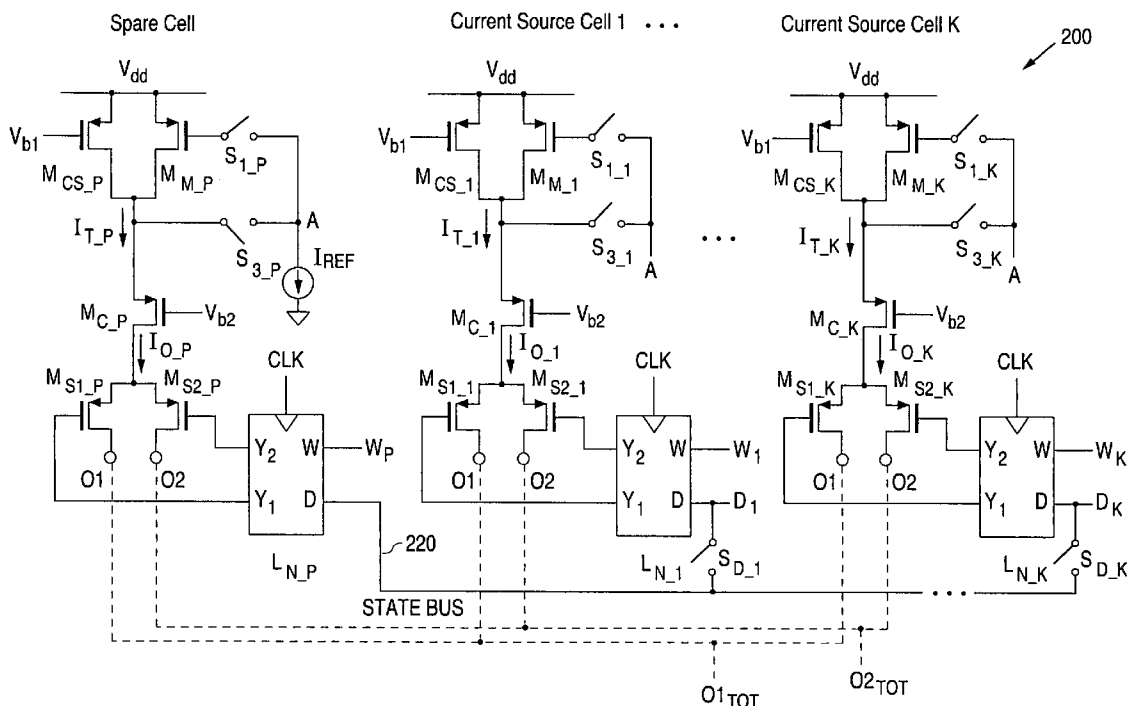 Spare Cell
Current Source Cell 1 . . .
Current Source Cell K
200
Vdd
Vdd
Vdd
Vb1
MCS_P
MM_P
S1_P
Vb1
MCS_1
MM_1
S1_1
Vb1
MCS_K
MM_K
S1_K
IT_P
S3_P
A
IREF
IT_1
S3_1
A
. . .
IT_K
S3_K
A
MC_P
Vb2
MC_1
Vb2
MC_K
Vb2
IO_P
CLK
IO_1
CLK
IO_K
CLK
MS1_P
MS2_P
MS1_1
MS2_1
MS1_K
MS2_K
Y2 W WP
Y2 W W1
Y2 W WK
O1 O2
Y1 D
O1 O2
Y1 D D1
O1 O2
Y1 D DK
220
LN_P
LN_1
SD_1
LN_K
SD_K
STATE BUS
. . .
O1TOT
O2TOT